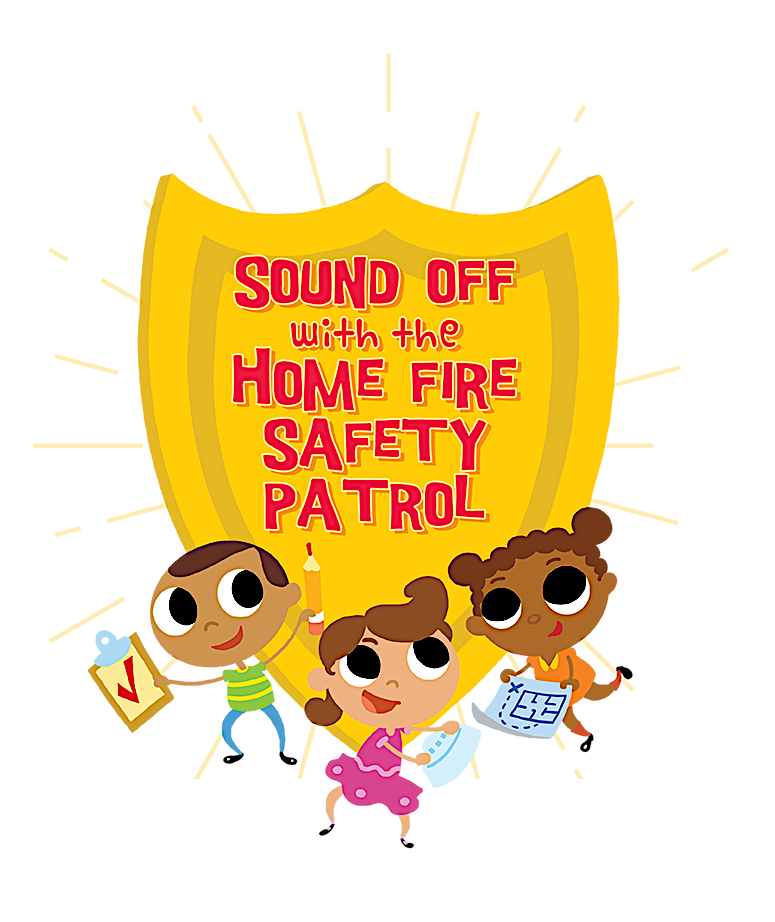 SOUND OFF
with the
HOME FIRE
SAFETY
PATROL